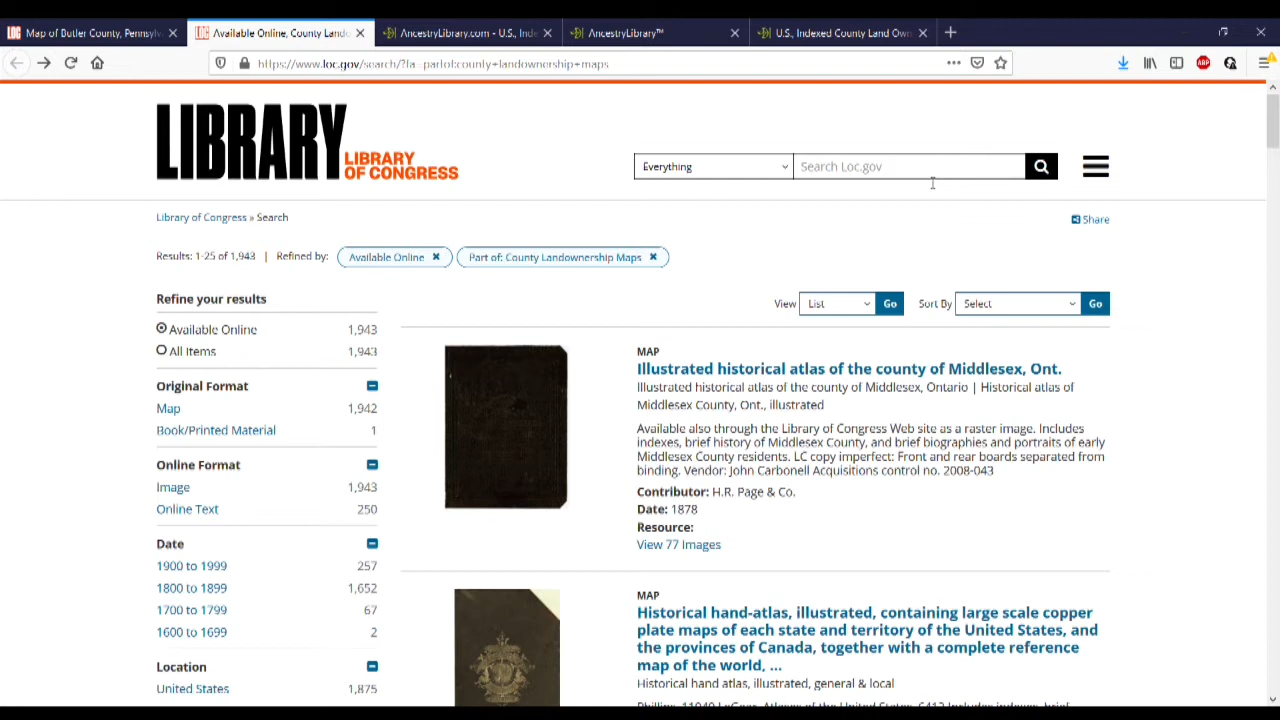 Map of Butler County, Pennsylv
Available Online, County Lando
AncestryLibrary.com - U.S., Inde
AncestryLibrary™
U.S., Indexed County Land Own
https://www.loc.gov/search/?fa=partof:county+landownership+maps
ABP
LIBRARY
LIBRARY
OF CONGRESS
Everything
Search Loc.gov
Library of Congress » Search
Share
Results: 1-25 of 1,943 | Refined by:
Available Online ✖
Part of: County Landownership Maps ✖
Refine your results
View
List
Go
Sort By
Select
Go
Available Online 1,943
All Items 1,943
Original Format
Map 1,942
Book/Printed Material 1
Online Format
Image 1,943
Online Text 250
Date
1900 to 1999 257
1800 to 1899 1,652
1700 to 1799 67
1600 to 1699 2
Location
United States 1,875
MAP
Illustrated historical atlas of the county of Middlesex, Ont.
Illustrated historical atlas of the county of Middlesex, Ontario | Historical atlas of
Middlesex County, Ont., illustrated
Available also through the Library of Congress Web site as a raster image. Includes
indexes, brief history of Middlesex County, and brief biographies and portraits of early
Middlesex County residents. LC copy imperfect: Front and rear boards separated from
binding. Vendor: John Carbonell Acquisitions control no. 2008-043
Contributor: H.R. Page & Co.
Date: 1878
Resource:
View 77 Images
MAP
Historical hand-atlas, illustrated, containing large scale copper
plate maps of each state and territory of the United States, and
the provinces of Canada, together with a complete reference
map of the world, ...
Historical hand atlas, illustrated, general & local